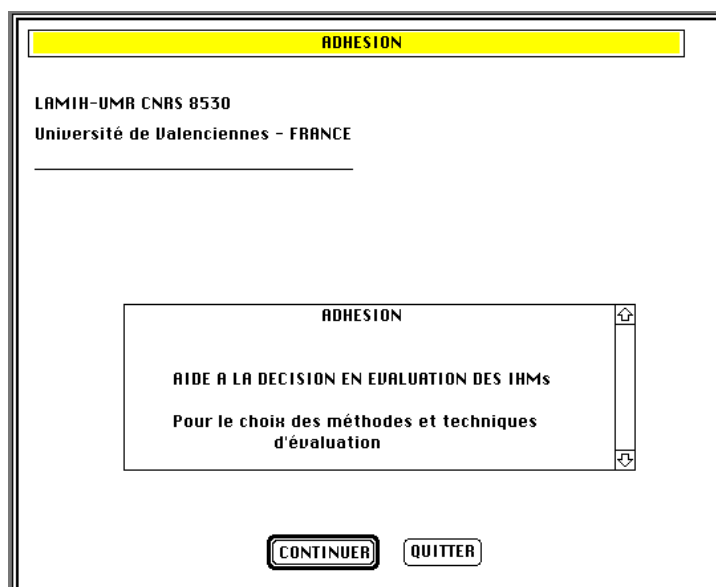 ADHESION
LAMIH-UMR CNRS 8530
Université de Valenciennes - FRANCE
ADHESION
AIDE A LA DECISION EN EVALUATION DES IHMs
Pour le choix des méthodes et techniques
d'évaluation
CONTINUER QUITTER